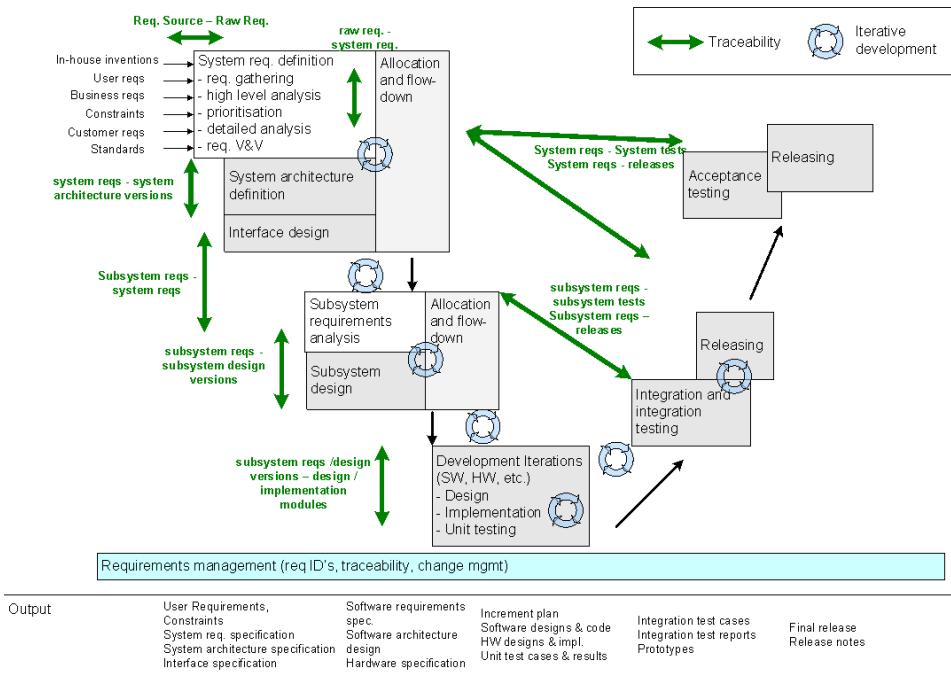 Req. Source – Raw Req.
raw req. -
system req.
Traceability
Iterative
development
In-house inventions
User reqs
Business reqs
Constraints
Customer reqs
Standards
System req. definition
- req. gathering
- high level analysis
- prioritisation
- detailed analysis
- req. V&V
Allocation
and flow-
down
System architecture
definition
Interface design
system reqs - system
architecture versions
Subsystem reqs -
system reqs
System reqs - System tests
System reqs - releases
Acceptance
testing
Releasing
Subsystem
requirements
analysis
Allocation
and flow-
down
Subsystem
design
subsystem reqs -
subsystem design
versions
subsystem reqs -
subsystem tests
Subsystem reqs –
releases
Releasing
Integration and
integration
testing
subsystem reqs /design
versions – design /
implementation
modules
Development Iterations
(SW, HW, etc.)
- Design
- Implementation
- Unit testing
Requirements management (req ID's, traceability, change mgmt)
Output
User Requirements,
Constraints
System req. specification
System architecture specification
Interface specification
Software requirements
spec.
Software architecture
design
Hardware specification
Increment plan
Software designs & code
HW designs & impl.
Unit test cases & results
Integration test cases
Integration test reports
Prototypes
Final release
Release notes